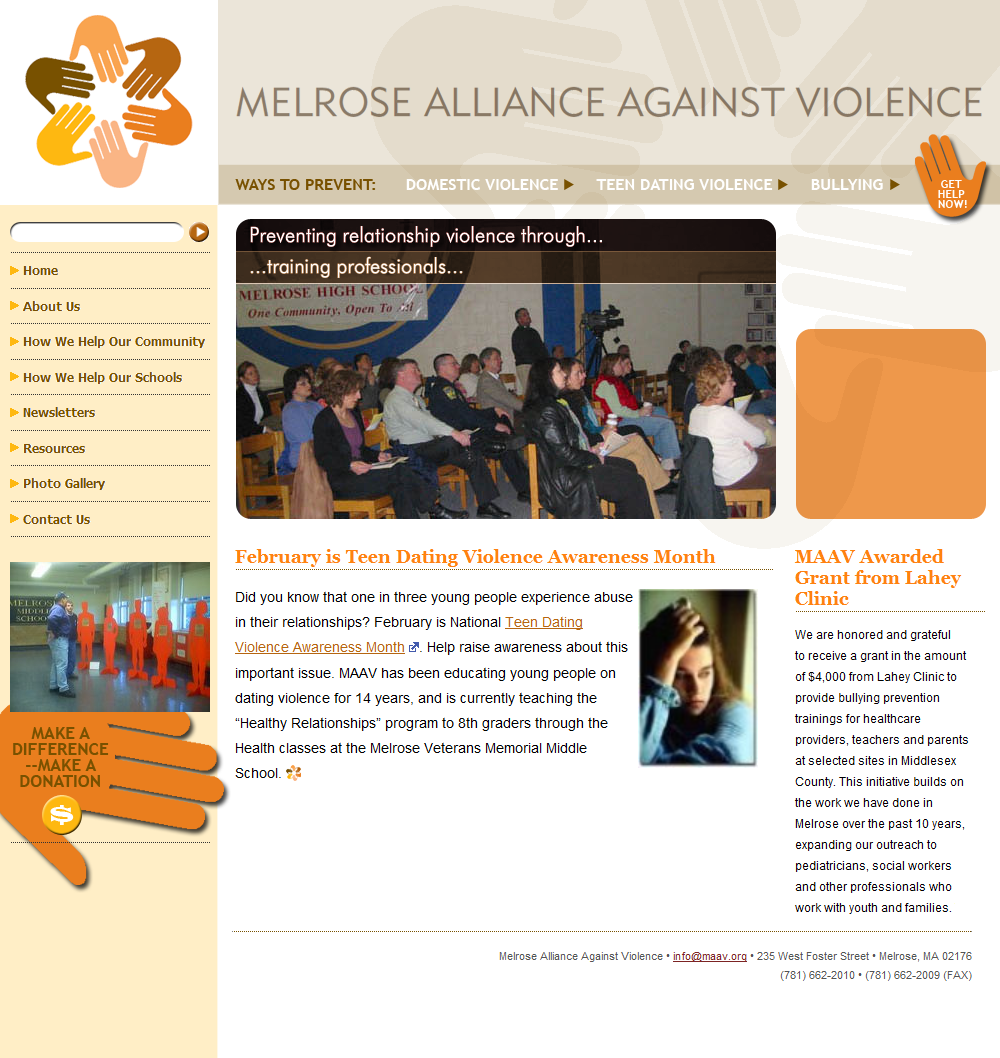 MELROSE ALLIANCE AGAINST VIOLENCE
WAYS TO PREVENT: DOMESTIC VIOLENCE TEEN DATING VIOLENCE BULLYING
GET
HELP
NOW!
Home
About Us
How We Help Our Community
How We Help Our Schools
Newsletters
Resources
Photo Gallery
Contact Us
MELROSE
MIDDLE
SCHOOL
MAKE A
DIFFERENCE
--MAKE A
DONATION
$
Preventing relationship violence through...
...training professionals...
MELROSE HIGH SCHOOL
One Community, Open To All
February is Teen Dating Violence Awareness Month
Did you know that one in three young people experience abuse
in their relationships? February is National Teen Dating
Violence Awareness Month. Help raise awareness about this
important issue. MAAV has been educating young people on
dating violence for 14 years, and is currently teaching the
“Healthy Relationships” program to 8th graders through the
Health classes at the Melrose Veterans Memorial Middle
School.
MAAV Awarded
Grant from Lahey
Clinic
We are honored and grateful
to receive a grant in the amount
of $4,000 from Lahey Clinic to
provide bullying prevention
trainings for healthcare
providers, teachers and parents
at selected sites in Middlesex
County. This initiative builds on
the work we have done in
Melrose over the past 10 years,
expanding our outreach to
pediatricians, social workers
and other professionals who
work with youth and families.
Melrose Alliance Against Violence • info@maav.org • 235 West Foster Street • Melrose, MA 02176
(781) 662-2010 • (781) 662-2009 (FAX)